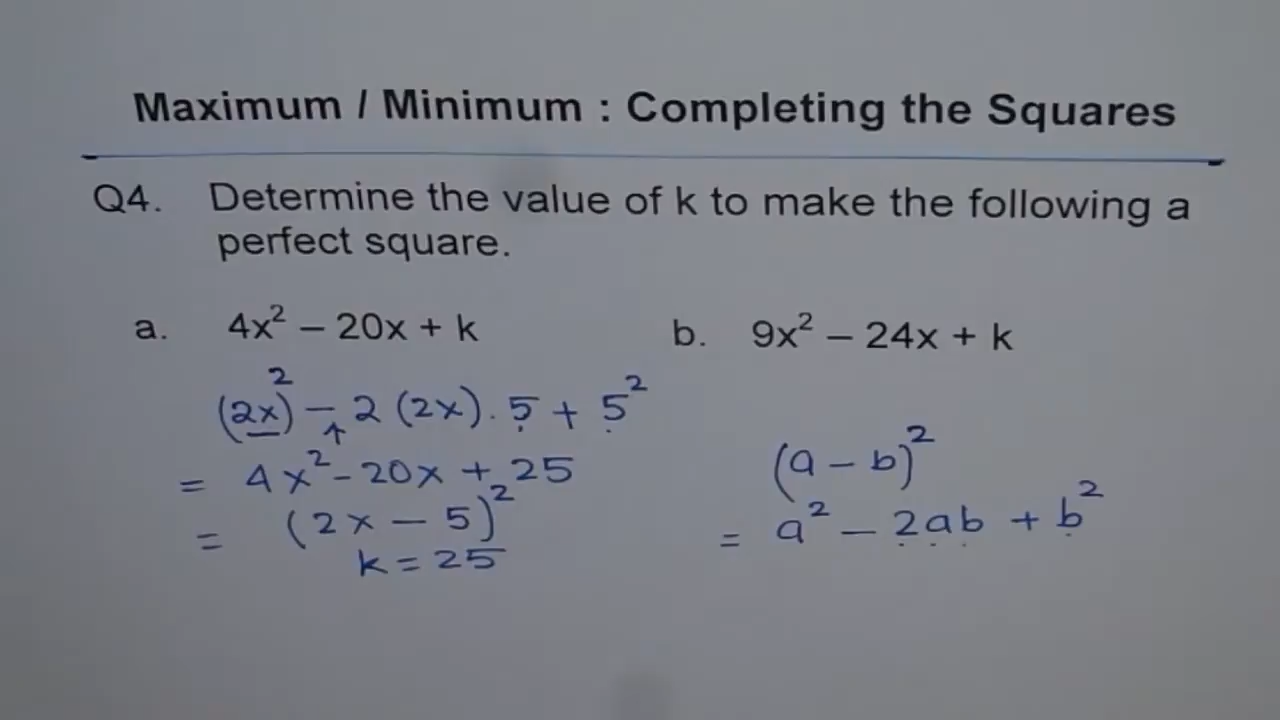 Maximum / Minimum : Completing the Squares
Q4. Determine the value of k to make the following a
perfect square.
a. 4x² – 20x + k
(2x)² – 2 (2x) . 5 + 5²
= 4x² – 20x + 25
= (2x – 5)²
k = 25
b. 9x² – 24x + k
(a – b)²
= a² – 2ab + b²